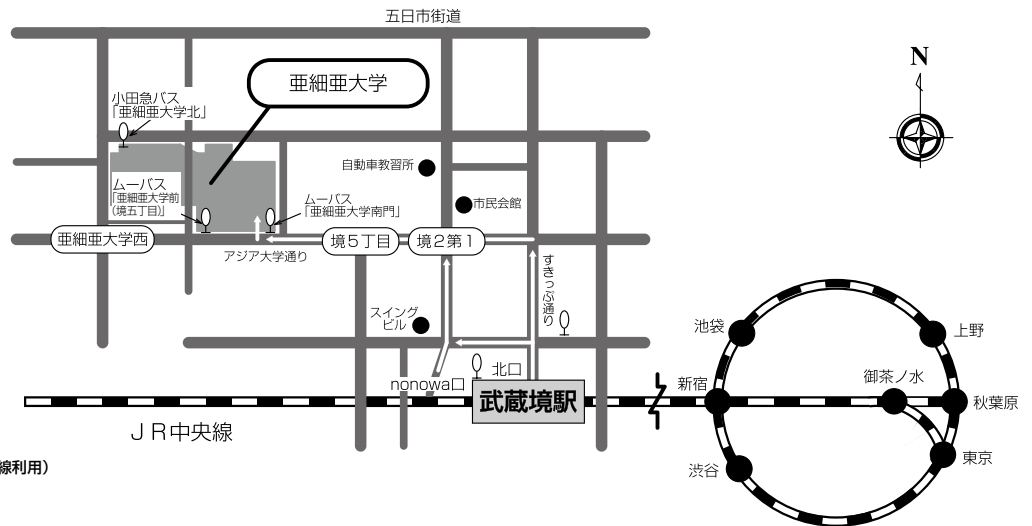 五日市街道
N
亜細亜大学
小田急バス
「亜細亜大学北」
自動車教習所
ムーバス
「亜細亜大学前
（境五丁目）」
ムーバス
「亜細亜大学南門」
市民会館
亜細亜大学西
境5丁目
境2第1
アジア大学通り
すきっぷ通り
スイング
ビル
北口
nonowa口
武蔵境駅
JR中央線
池袋
上野
新宿
御茶ノ水
秋葉原
渋谷
東京
線利用）